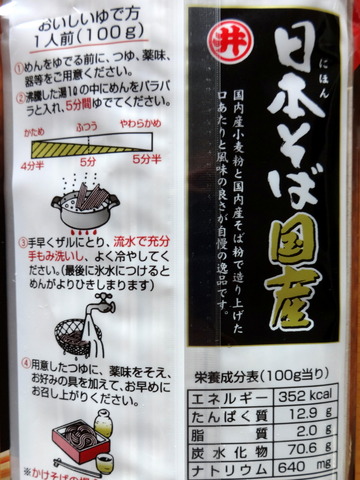 おいしいゆで方
1人前(100g)
①めんをゆでる前に、つゆ、薬味、
器等をご用意ください。
②沸騰した湯1ℓの中にめんをパラパ
ラと入れ、5分間ゆでてください。
かため ふつう やわらかめ
4分半 5分 5分半
③手早くザルにとり、流水で充分
手もみ洗いし、よく冷やしてく
ださい。(最後に氷水につけると
めんがよりひきしまります)
④用意したつゆに、薬味をそえ、
お好みの具を加えて、お早めに
お召し上がりください。
井
日本そば
にほん
国産
国内産小麦粉と国内産そば粉で造り上げた
口あたりと風味の良さが自慢の逸品です。
栄養成分表(100g当り)
エネルギー 352 kcal
たんぱく質 12.9 g
脂質 2.0 g
炭水化物 70.6 g
ナトリウム 640 mg